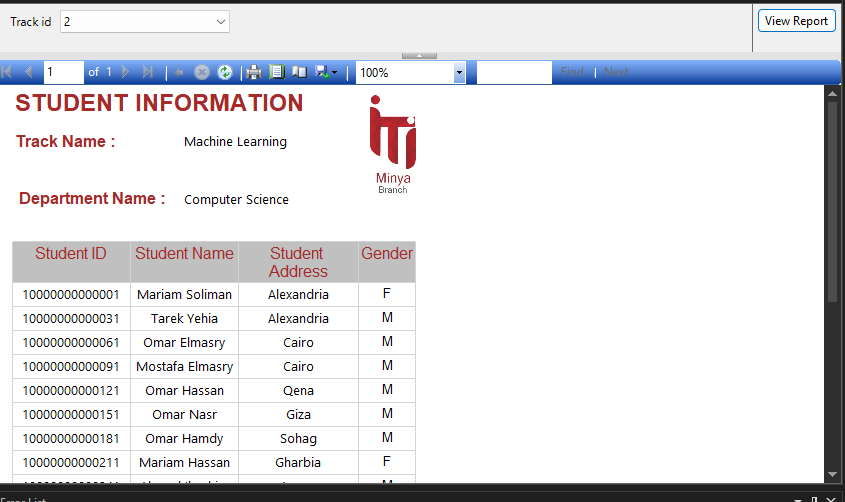 Track id 2 View Report
1 of 1 100% Find | Next
STUDENT INFORMATION
iTi
Minya
Branch
Track Name : Machine Learning
Department Name : Computer Science
Student ID Student Name Student Address Gender
10000000000001 Mariam Soliman Alexandria F
10000000000031 Tarek Yehia Alexandria M
10000000000061 Omar Elmasry Cairo M
10000000000091 Mostafa Elmasry Cairo M
10000000000121 Omar Hassan Qena M
10000000000151 Omar Nasr Giza M
10000000000181 Omar Hamdy Sohag M
10000000000211 Mariam Hassan Gharbia F
Error List